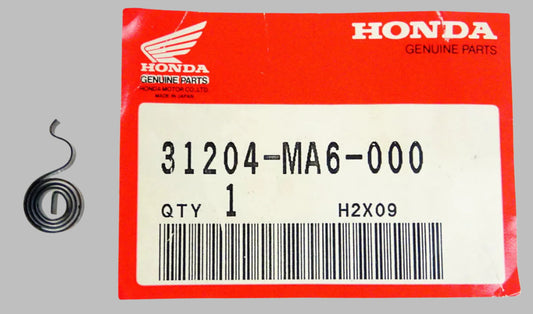 HONDA
GENUINE PARTS
HONDA MOTOR CO.,LTD.
MADE IN JAPAN
HONDA
GENUINE PARTS
31204-MA6-000
QTY 1 H2X09